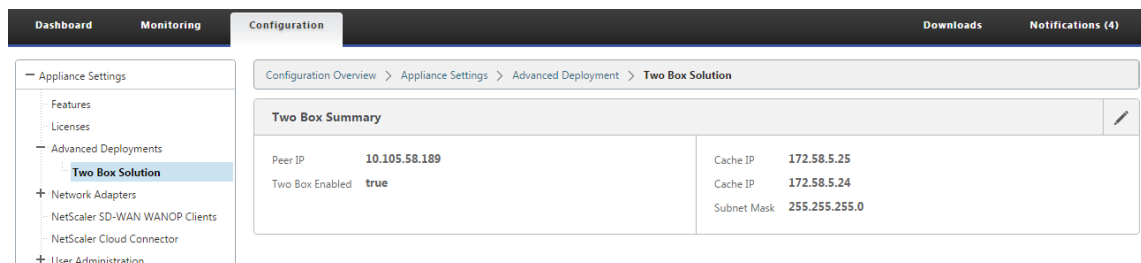 Dashboard Monitoring Configuration Downloads Notifications (4)
Appliance Settings
Features
Licenses
Advanced Deployments
Two Box Solution
Network Adapters
NetScaler SD-WAN WANOP Clients
NetScaler Cloud Connector
User Administration
Configuration Overview > Appliance Settings > Advanced Deployment > Two Box Solution
Two Box Summary
Peer IP 10.105.58.189
Two Box Enabled true
Cache IP 172.58.5.25
Cache IP 172.58.5.24
Subnet Mask 255.255.255.0